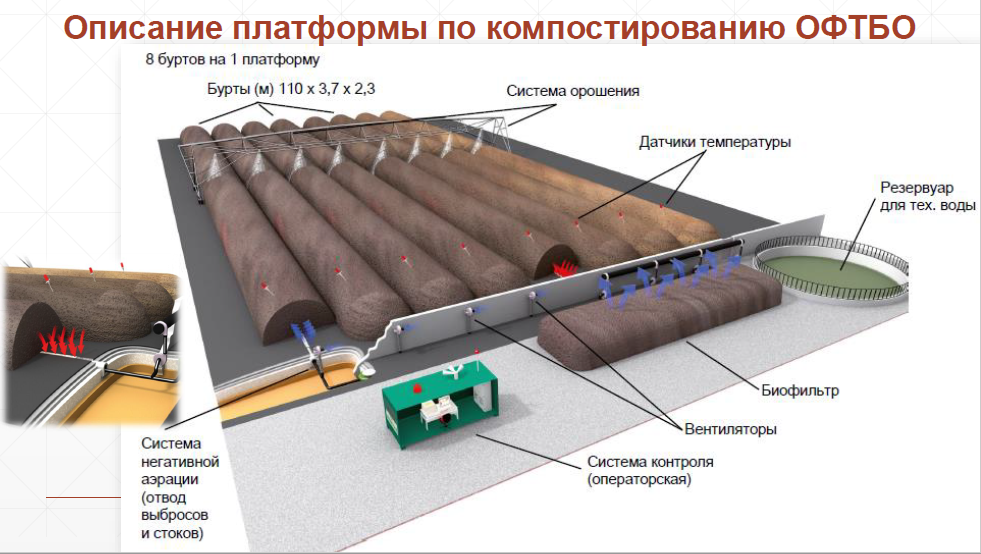 Описание платформы по компостированию ОФТБО
8 буртов на 1 платформу
Бурты (м) 110 x 3,7 x 2,3
Система орошения
Датчики температуры
Резервуар
для тех. воды
Биофильтр
Вентиляторы
Система контроля
(операторская)
Система
негативной
аэрации
(отвод
выбросов
и стоков)